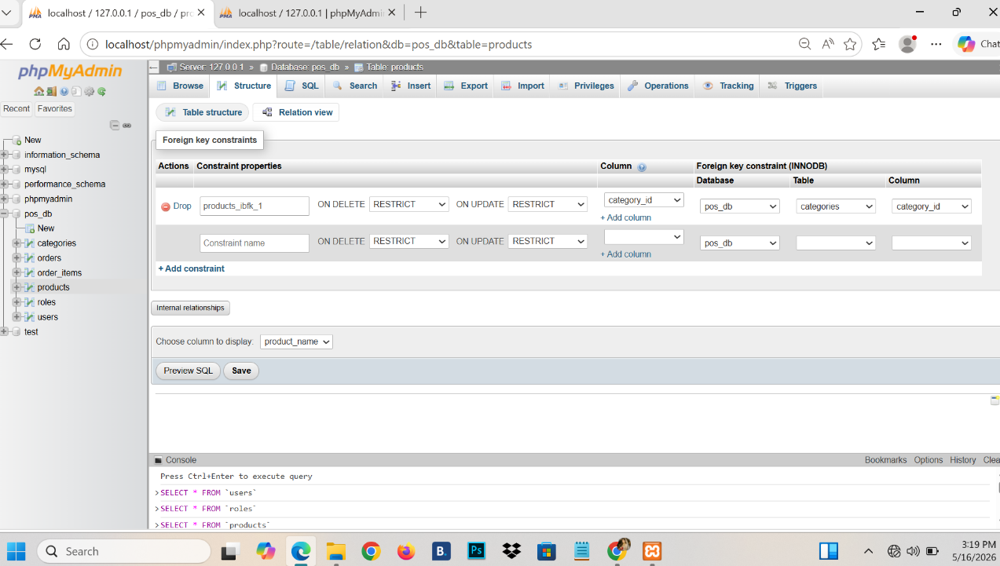 localhost / 127.0.0.1 / pos_db / pro
localhost / 127.0.0.1 | phpMyAdmin
localhost/phpmyadmin/index.php?route=/table/relation&db=pos_db&table=products
Chat
phpMyAdmin
Recent Favorites
New
information_schema
mysql
performance_schema
phpmyadmin
pos_db
New
categories
orders
order_items
products
roles
users
test
Server: 127.0.0.1 » Database: pos_db » Table: products
Browse Structure SQL Search Insert Export Import Privileges Operations Tracking Triggers
Table structure Relation view
Foreign key constraints
Actions Constraint properties Column Foreign key constraint (INNODB)
Database Table Column
Drop products_ibfk_1 ON DELETE RESTRICT ON UPDATE RESTRICT category_id pos_db categories category_id
+ Add column
Constraint name ON DELETE RESTRICT ON UPDATE RESTRICT pos_db
+ Add column
+ Add constraint
Internal relationships
Choose column to display: product_name
Preview SQL Save
Console Bookmarks Options History Clea
Press Ctrl+Enter to execute query
>SELECT * FROM `users`
>SELECT * FROM `roles`
>SELECT * FROM `products`
Search
B.
Ps
3:19 PM
5/16/2026